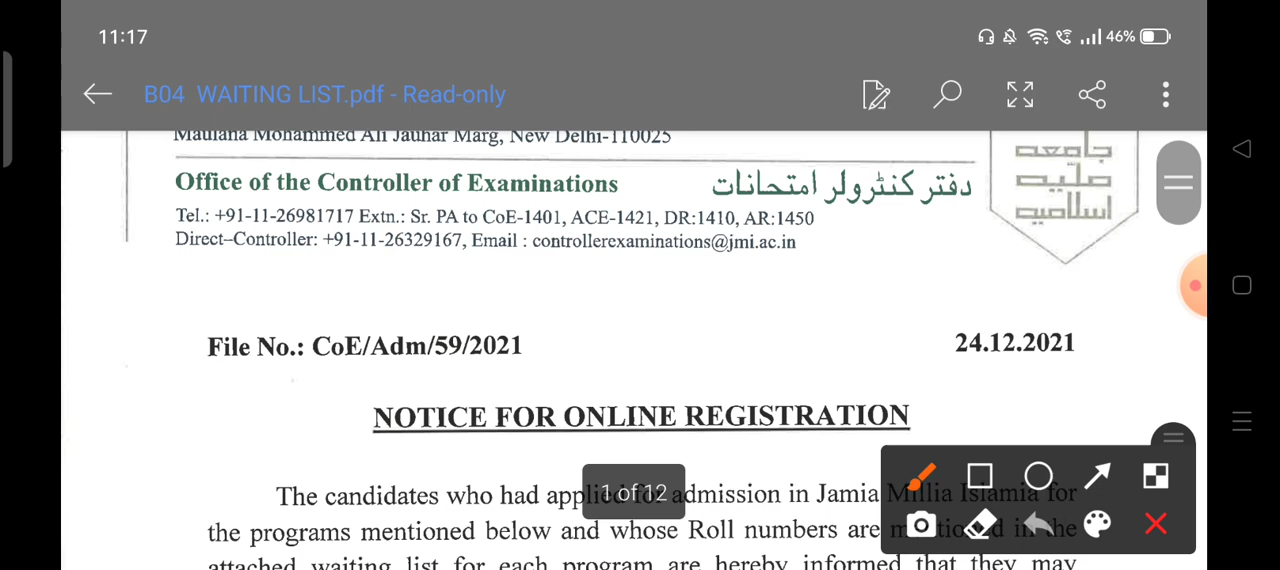 11:17
46%
B04 WAITING LIST.pdf - Read-only
Maulana Mohammed Ali Jauhar Marg, New Delhi-110025
جامعه
ملیه
اسلامیه
Office of the Controller of Examinations
دفتر کنٹرولر امتحانات
Tel.: +91-11-26981717 Extn.: Sr. PA to CoE-1401, ACE-1421, DR:1410, AR:1450
Direct–Controller: +91-11-26329167, Email : controllerexaminations@jmi.ac.in
File No.: CoE/Adm/59/2021
24.12.2021
NOTICE FOR ONLINE REGISTRATION
The candidates who had applied for admission in Jamia Millia Islamia for
1 of 12
the programs mentioned below and whose Roll numbers are mentioned in the
attached waiting list for each program are hereby informed that they may